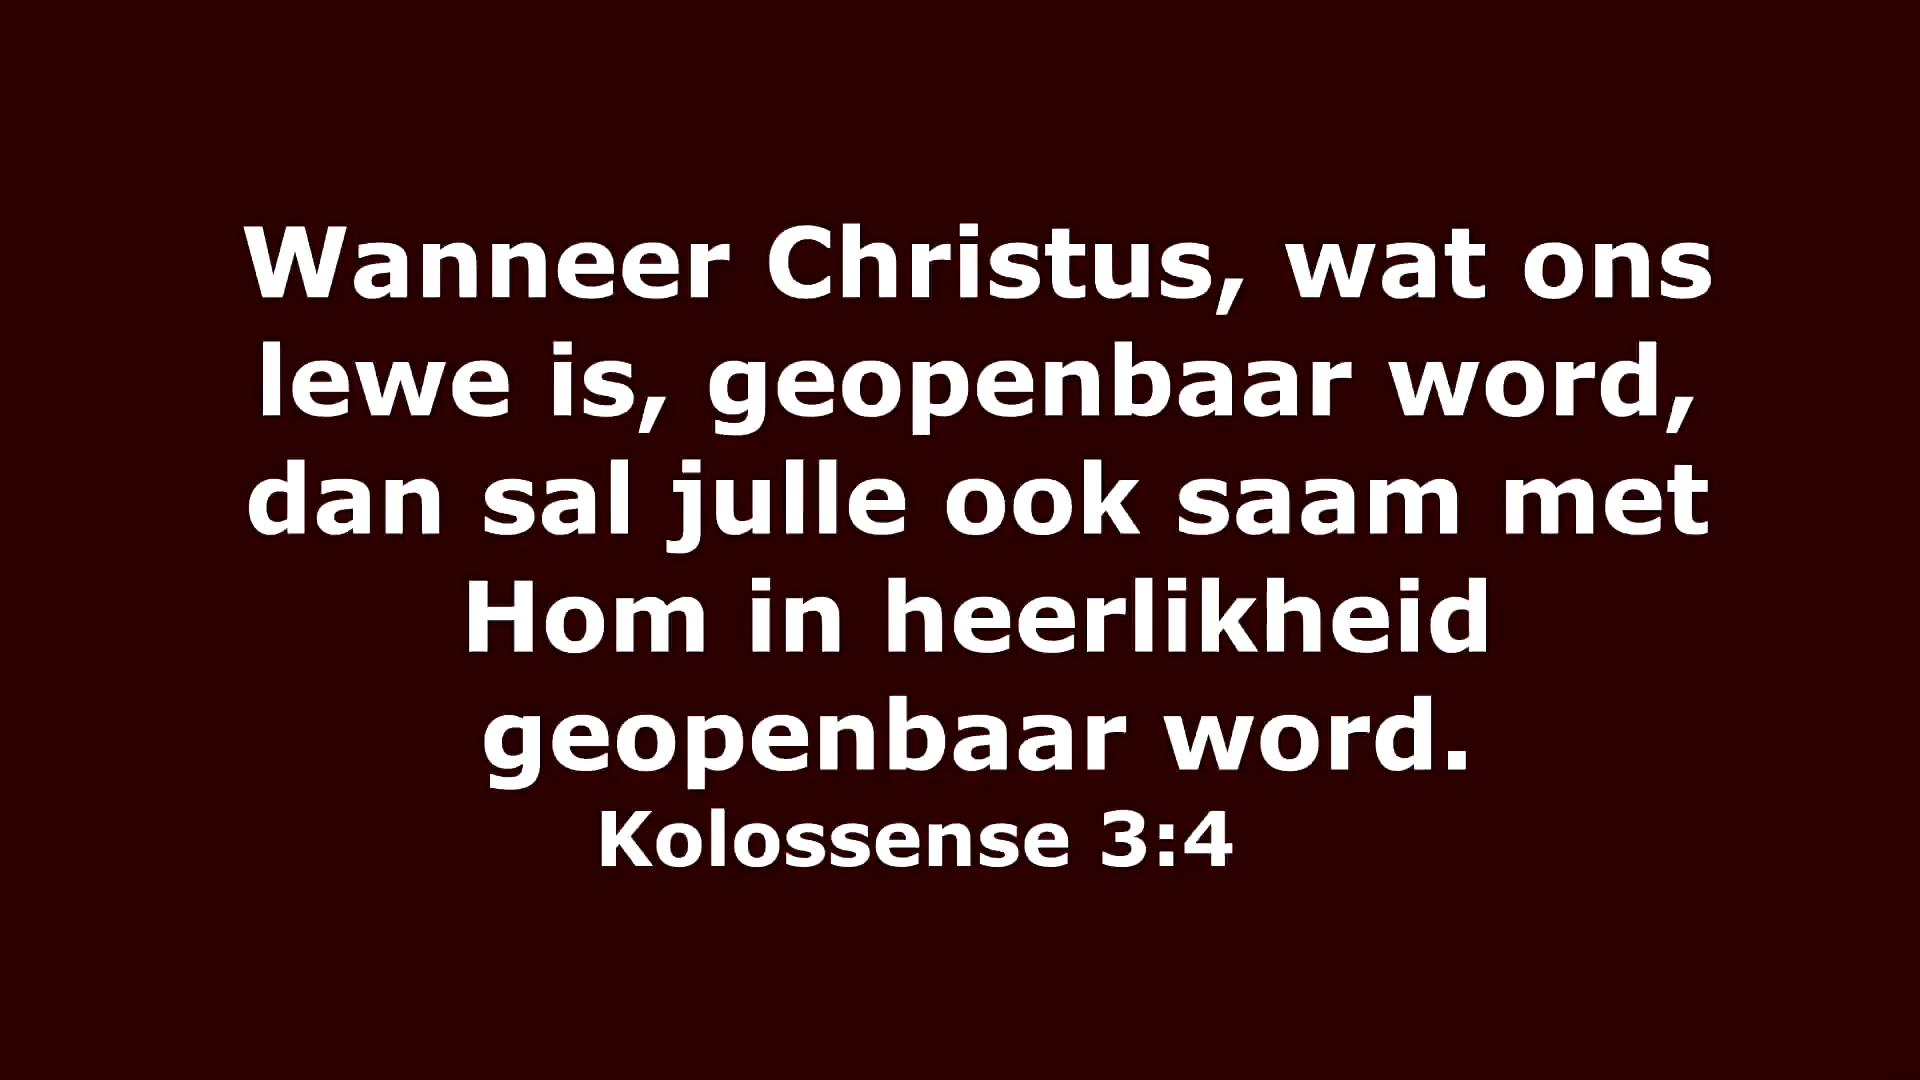 Wanneer Christus, wat ons
lewe is, geopenbaar word,
dan sal julle ook saam met
Hom in heerlikheid
geopenbaar word.
Kolossense 3:4